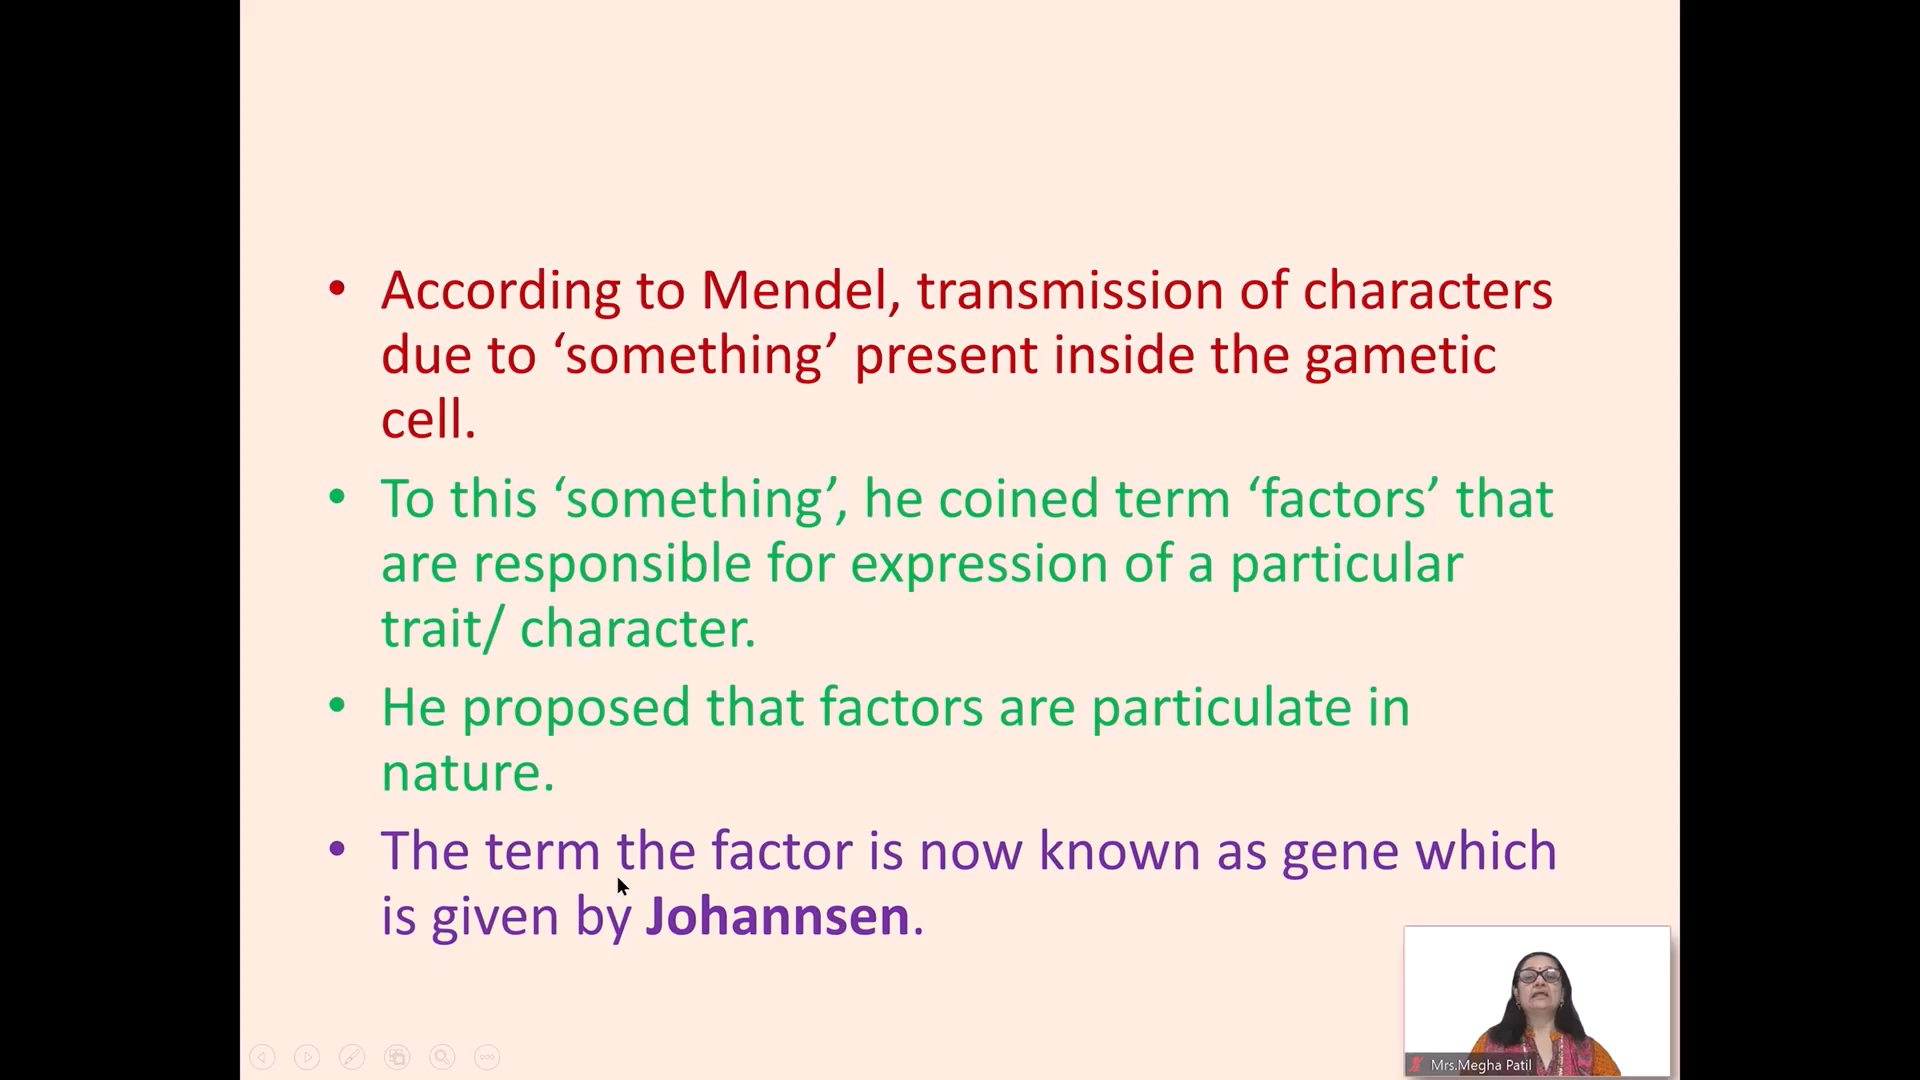 • According to Mendel, transmission of characters
due to ‘something’ present inside the gametic
cell.
• To this ‘something’, he coined term ‘factors’ that
are responsible for expression of a particular
trait/ character.
• He proposed that factors are particulate in
nature.
• The term the factor is now known as gene which
is given by Johannsen.
Mrs.Megha Patil